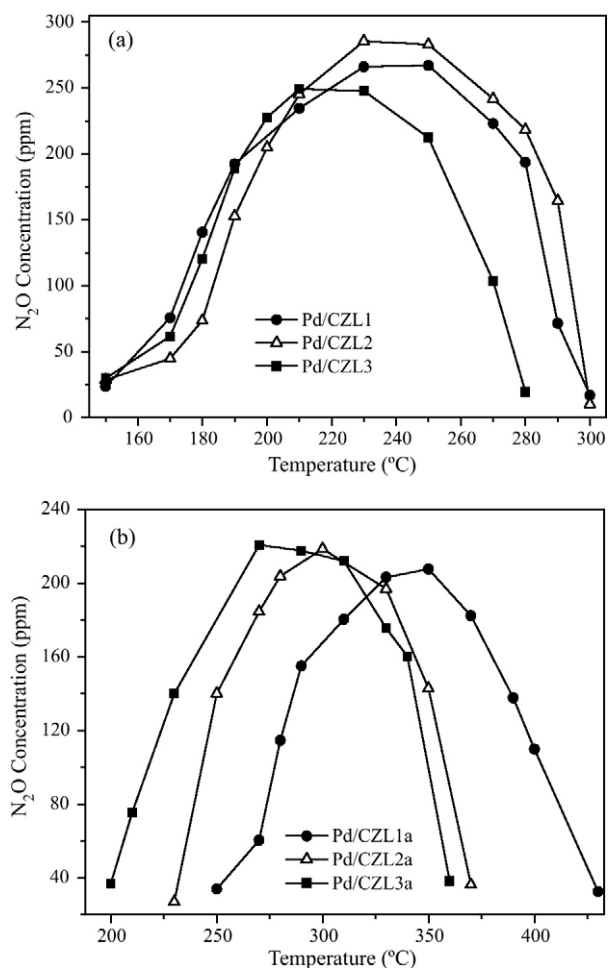 (a)
300
250
200
150
100
50
0
N₂O Concentration (ppm)
Pd/CZL1
Pd/CZL2
Pd/CZL3
160 180 200 220 240 260 280 300
Temperature (ºC)
(b)
240
200
160
120
80
40
N₂O Concentration (ppm)
Pd/CZL1a
Pd/CZL2a
Pd/CZL3a
200 250 300 350 400
Temperature (ºC)